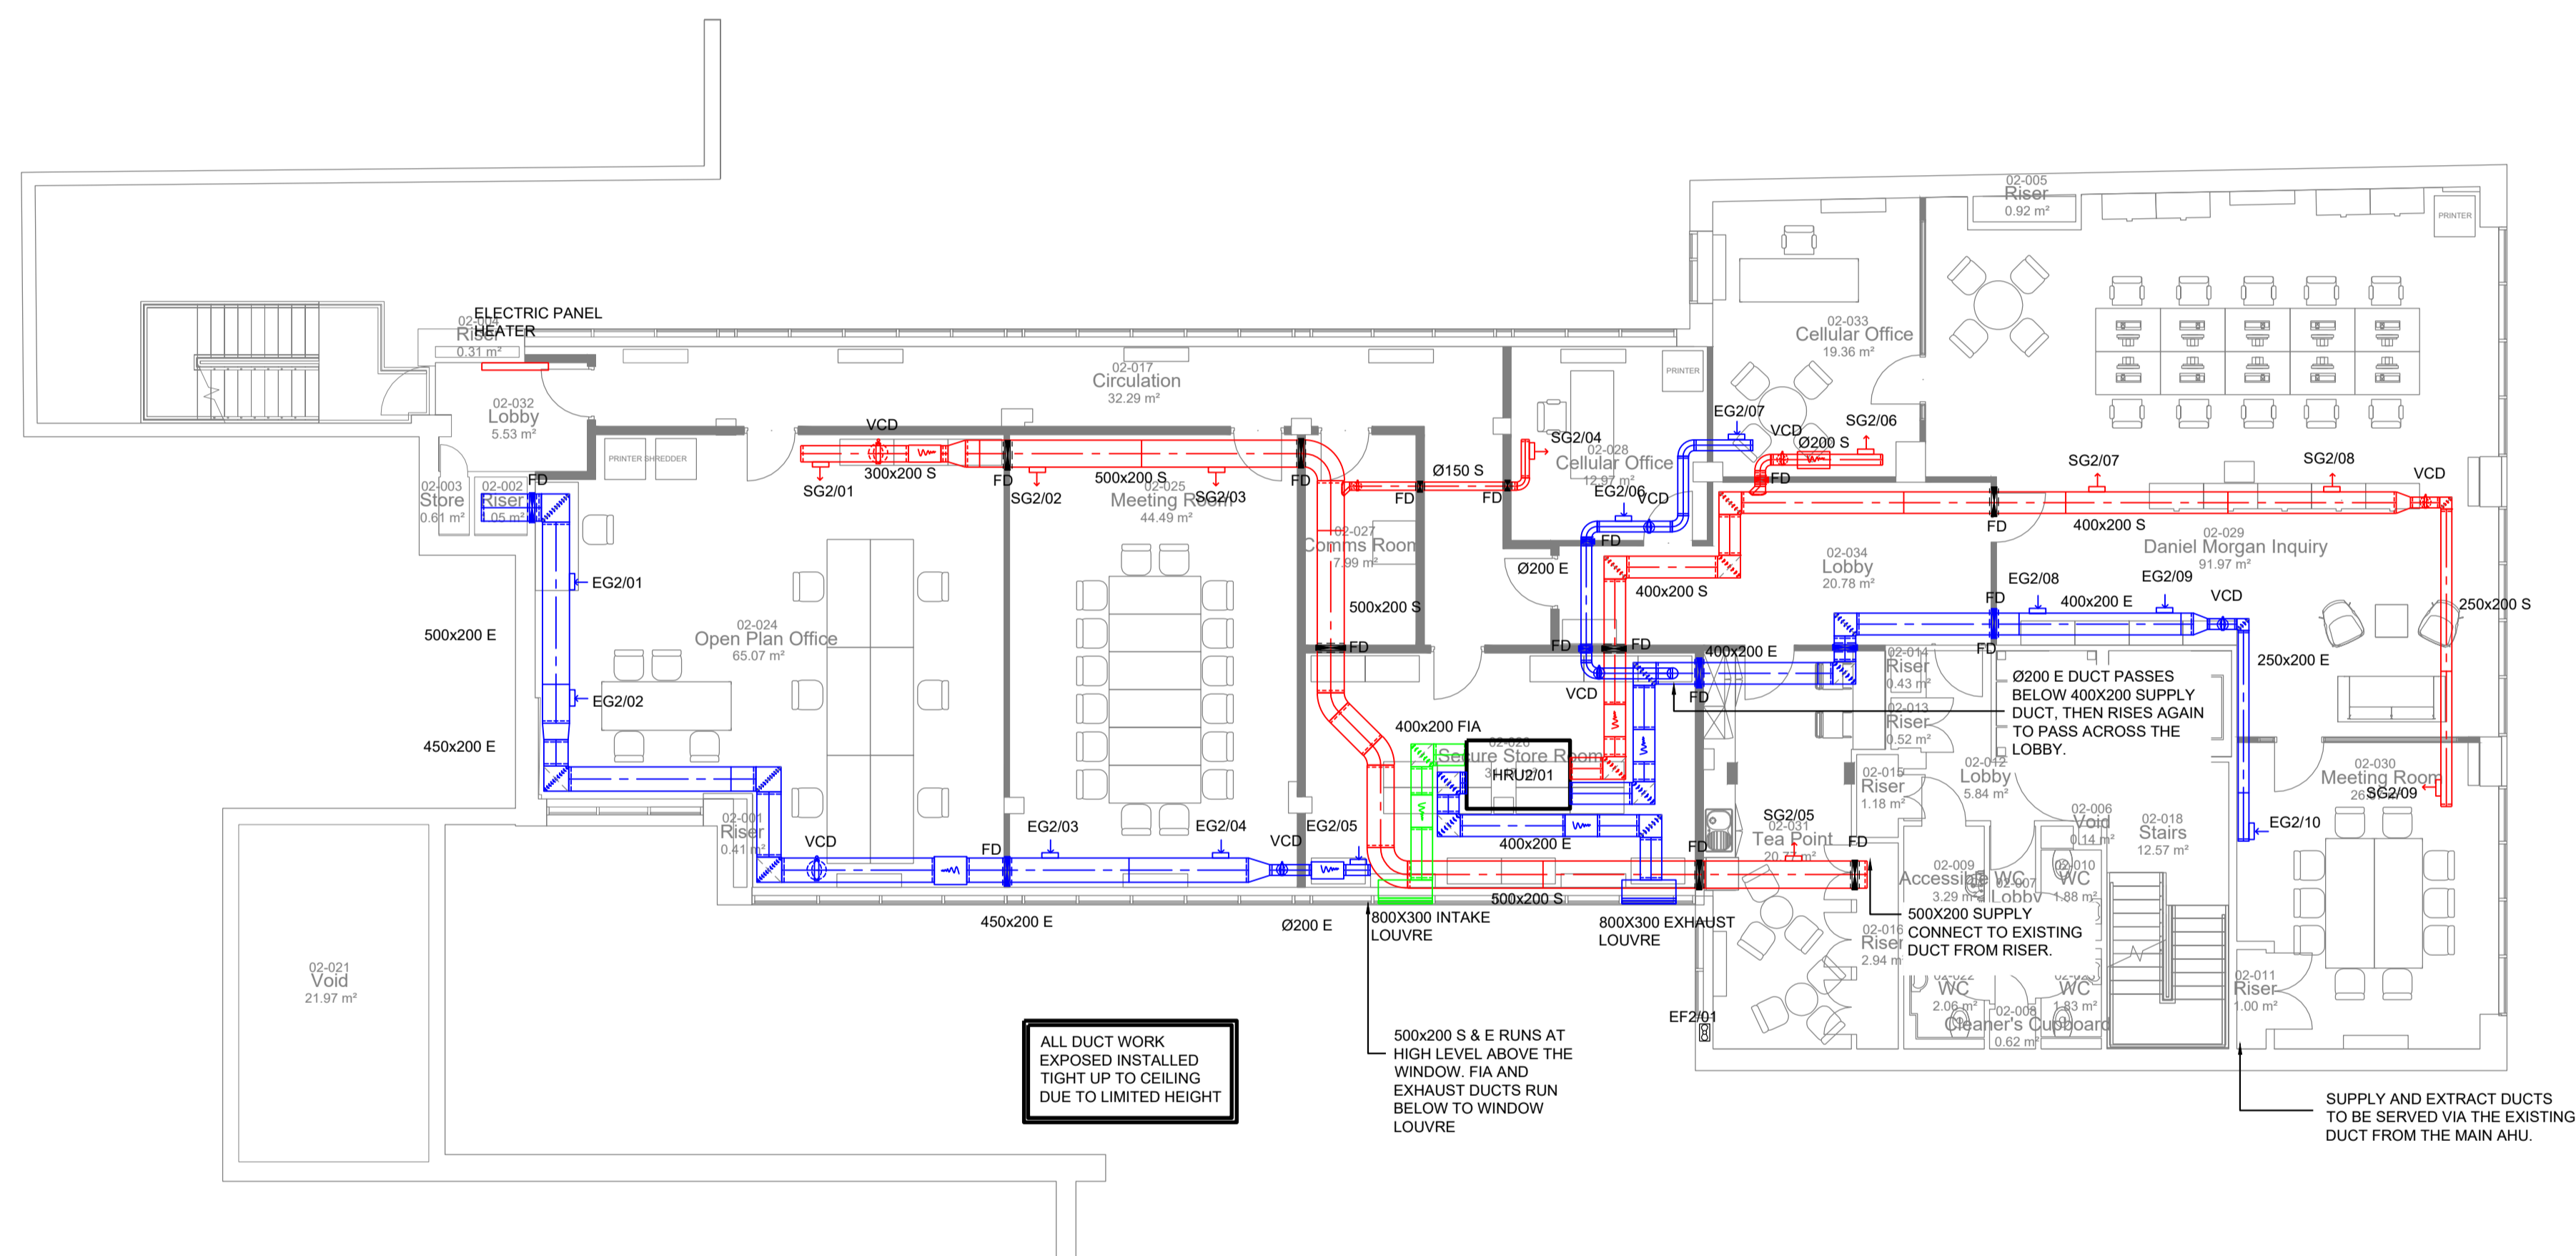 02-005
Riser
0.92 m²
PRINTER
ELECTRIC PANEL
HEATER
02-004
Riser
0.31 m²
02-033
Cellular Office
19.36 m²
02-017
Circulation
32.29 m²
PRINTER
02-032
Lobby
5.53 m²
EG2/07
VCD
SG2/06
Ø200 S
VCD
SG2/04
02-028
Cellular Office
12.97 m²
PRINTER
SHREDDER
SG2/01
300x200 S
FD
SG2/02
500x200 S
SG2/03
FD
02-025
Meeting Room
44.49 m²
Ø150 S
FD
FD
EG2/06
VCD
FD
SG2/07
SG2/08
VCD
FD
02-003
Store
0.61 m²
02-002
Riser
1.05 m²
FD
400x200 S
02-029
Daniel Morgan Inquiry
91.97 m²
02-027
Comms Room
7.99 m²
FD
Ø200 E
02-034
Lobby
20.78 m²
EG2/01
400x200 S
EG2/08
EG2/09
FD
400x200 E
VCD
250x200 S
500x200 S
500x200 E
02-024
Open Plan Office
65.07 m²
FD
FD
FD
400x200 E
FD
02-014
Riser
0.43 m²
250x200 E
EG2/02
VCD
FD
Ø200 E DUCT PASSES
BELOW 400X200 SUPPLY
DUCT, THEN RISES AGAIN
TO PASS ACROSS THE
LOBBY.
450x200 E
400x200 FIA
02-013
Riser
0.52 m²
Secure Store Room
HRU2/01
02-015
Riser
1.18 m²
02-012
Lobby
5.84 m²
02-030
Meeting Room
SG2/09
02-006
Void
0.14 m²
02-018
Stairs
12.57 m²
EG2/10
02-001
Riser
0.41 m²
VCD
FD
EG2/03
EG2/04
VCD
EG2/05
400x200 E
SG2/05
02-031
Tea Point
FD
FD
02-009
Accessible WC
3.29 m²
02-007
Lobby
02-010
WC
1.88 m²
450x200 E
Ø200 E
500x200 S
800X300 INTAKE
LOUVRE
800X300 EXHAUST
LOUVRE
500X200 SUPPLY
CONNECT TO EXISTING
DUCT FROM RISER.
02-016
Riser
2.94 m²
02-021
Void
21.97 m²
02-022
WC
2.06 m²
WC
1.83 m²
02-011
Riser
1.00 m²
EF2/01
02-008
Cleaner's Cupboard
0.62 m²
ALL DUCT WORK
EXPOSED INSTALLED
TIGHT UP TO CEILING
DUE TO LIMITED HEIGHT
500x200 S & E RUNS AT
HIGH LEVEL ABOVE THE
WINDOW. FIA AND
EXHAUST DUCTS RUN
BELOW TO WINDOW
LOUVRE
SUPPLY AND EXTRACT DUCTS
TO BE SERVED VIA THE EXISTING
DUCT FROM THE MAIN AHU.